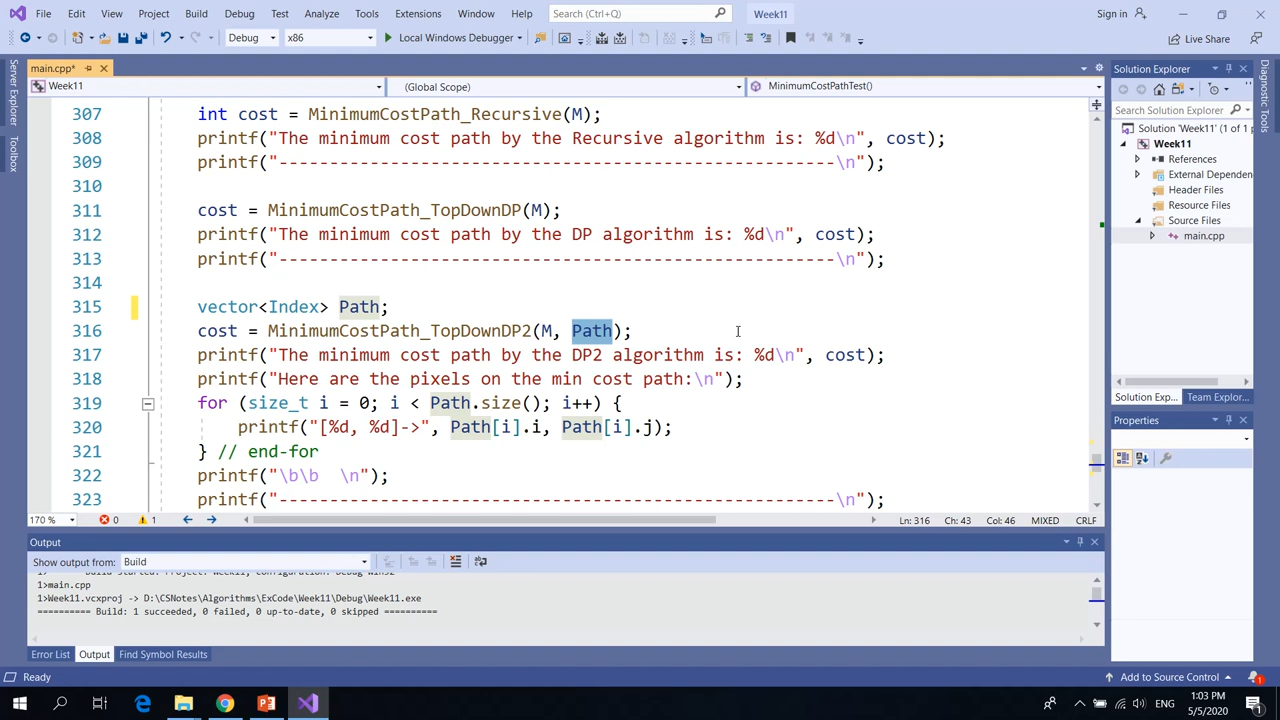 File Edit View Project Build Debug Test Analyze Tools Extensions Window Help Search (Ctrl+Q) Week11 Sign in
Debug x86 Local Windows Debugger Live Share
main.cpp*
Week11 (Global Scope) MinimumCostPathTest()
Server Explorer
Toolbox
307 int cost = MinimumCostPath_Recursive(M);
308 printf("The minimum cost path by the Recursive algorithm is: %d\n", cost);
309 printf("-------------------------------------------------------\n");
310
311 cost = MinimumCostPath_TopDownDP(M);
312 printf("The minimum cost path by the DP algorithm is: %d\n", cost);
313 printf("-------------------------------------------------------\n");
314
315 vector<Index> Path;
316 cost = MinimumCostPath_TopDownDP2(M, Path);
317 printf("The minimum cost path by the DP2 algorithm is: %d\n", cost);
318 printf("Here are the pixels on the min cost path:\n");
319 for (size_t i = 0; i < Path.size(); i++) {
320 printf("[%d, %d]->", Path[i].i, Path[i].j);
321 } // end-for
322 printf("\b\b  \n");
323 printf("-------------------------------------------------------\n");
170 % 0 1 Ln: 316 Ch: 43 Col: 46 MIXED CRLF
Output
Show output from: Build
1>main.cpp
1>Week11.vcxproj -> D:\CSNotes\Algorithms\ExCode\Week11\Debug\Week11.exe
========== Build: 1 succeeded, 0 failed, 0 up-to-date, 0 skipped ==========
Error List Output Find Symbol Results
Solution Explorer
Search Solution Explorer
Solution 'Week11' (1 of 1 p
Week11
References
External Dependen
Header Files
Resource Files
Source Files
main.cpp
Solution Exp... Team Explor...
Properties
Diagnostic Tools
Ready Add to Source Control 1
ENG 1:03 PM
5/5/2020 1